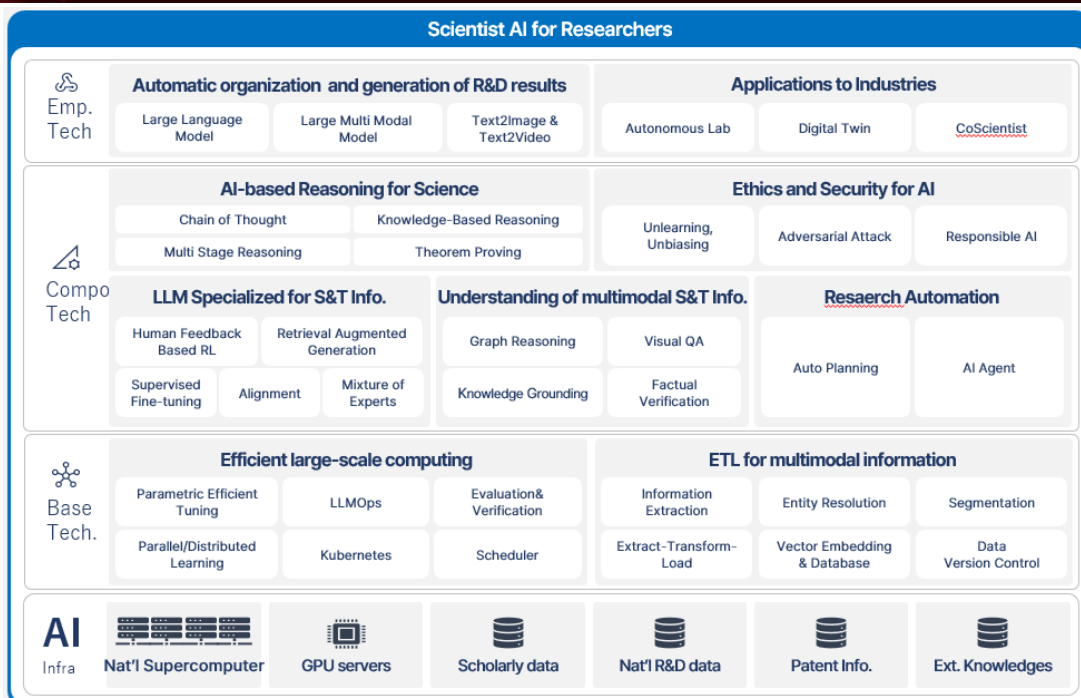 Scientist AI for Researchers
Emp.
Tech
Automatic organization and generation of R&D results
Large Language
Model
Large Multi Modal
Model
Text2Image &
Text2Video
Applications to Industries
Autonomous Lab
Digital Twin
CoScientist
Compo
Tech
AI-based Reasoning for Science
Chain of Thought
Knowledge-Based Reasoning
Multi Stage Reasoning
Theorem Proving
Ethics and Security for AI
Unlearning,
Unbiasing
Adversarial Attack
Responsible AI
LLM Specialized for S&T Info.
Human Feedback
Based RL
Retrieval Augmented
Generation
Supervised
Fine-tuning
Alignment
Mixture of
Experts
Understanding of multimodal S&T Info.
Graph Reasoning
Visual QA
Knowledge Grounding
Factual
Verification
Resaerch Automation
Auto Planning
AI Agent
Base
Tech.
Efficient large-scale computing
Parametric Efficient
Tuning
LLMOps
Evaluation&
Verification
Parallel/Distributed
Learning
Kubernetes
Scheduler
ETL for multimodal information
Information
Extraction
Entity Resolution
Segmentation
Extract-Transform-
Load
Vector Embedding
& Database
Data
Version Control
AI
Infra
Nat'l Supercomputer
GPU servers
Scholarly data
Nat'l R&D data
Patent Info.
Ext. Knowledges